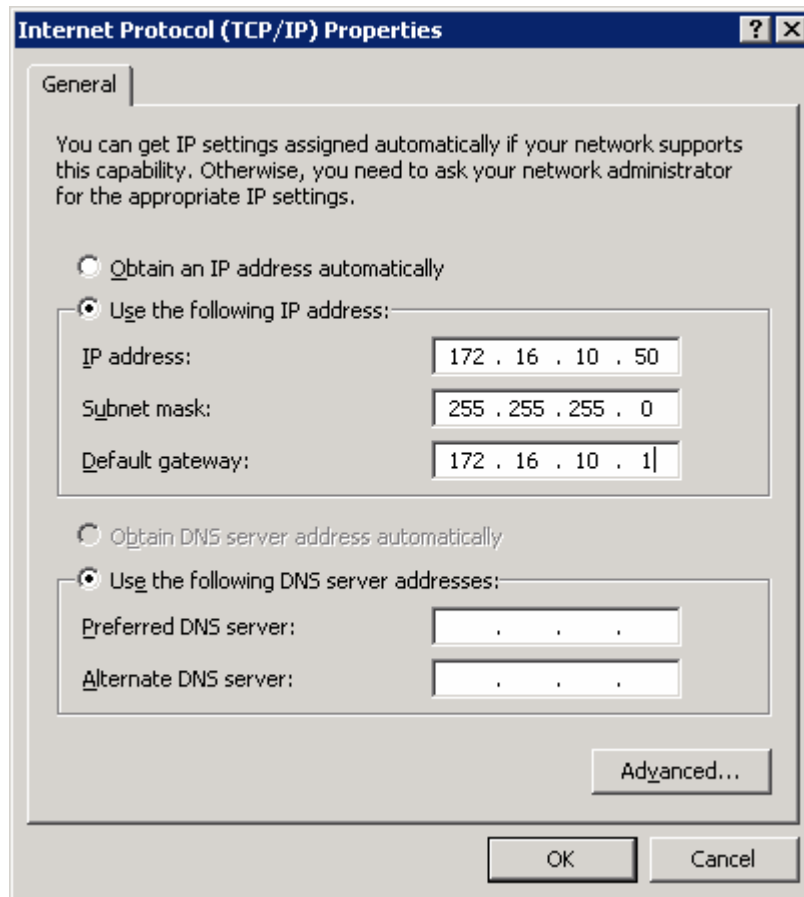 Internet Protocol (TCP/IP) Properties
General
You can get IP settings assigned automatically if your network supports
this capability. Otherwise, you need to ask your network administrator
for the appropriate IP settings.
Obtain an IP address automatically
Use the following IP address:
IP address: 172 . 16 . 10 . 50
Subnet mask: 255 . 255 . 255 . 0
Default gateway: 172 . 16 . 10 . 1
Obtain DNS server address automatically
Use the following DNS server addresses:
Preferred DNS server: . . .
Alternate DNS server: . . .
Advanced...
OK Cancel